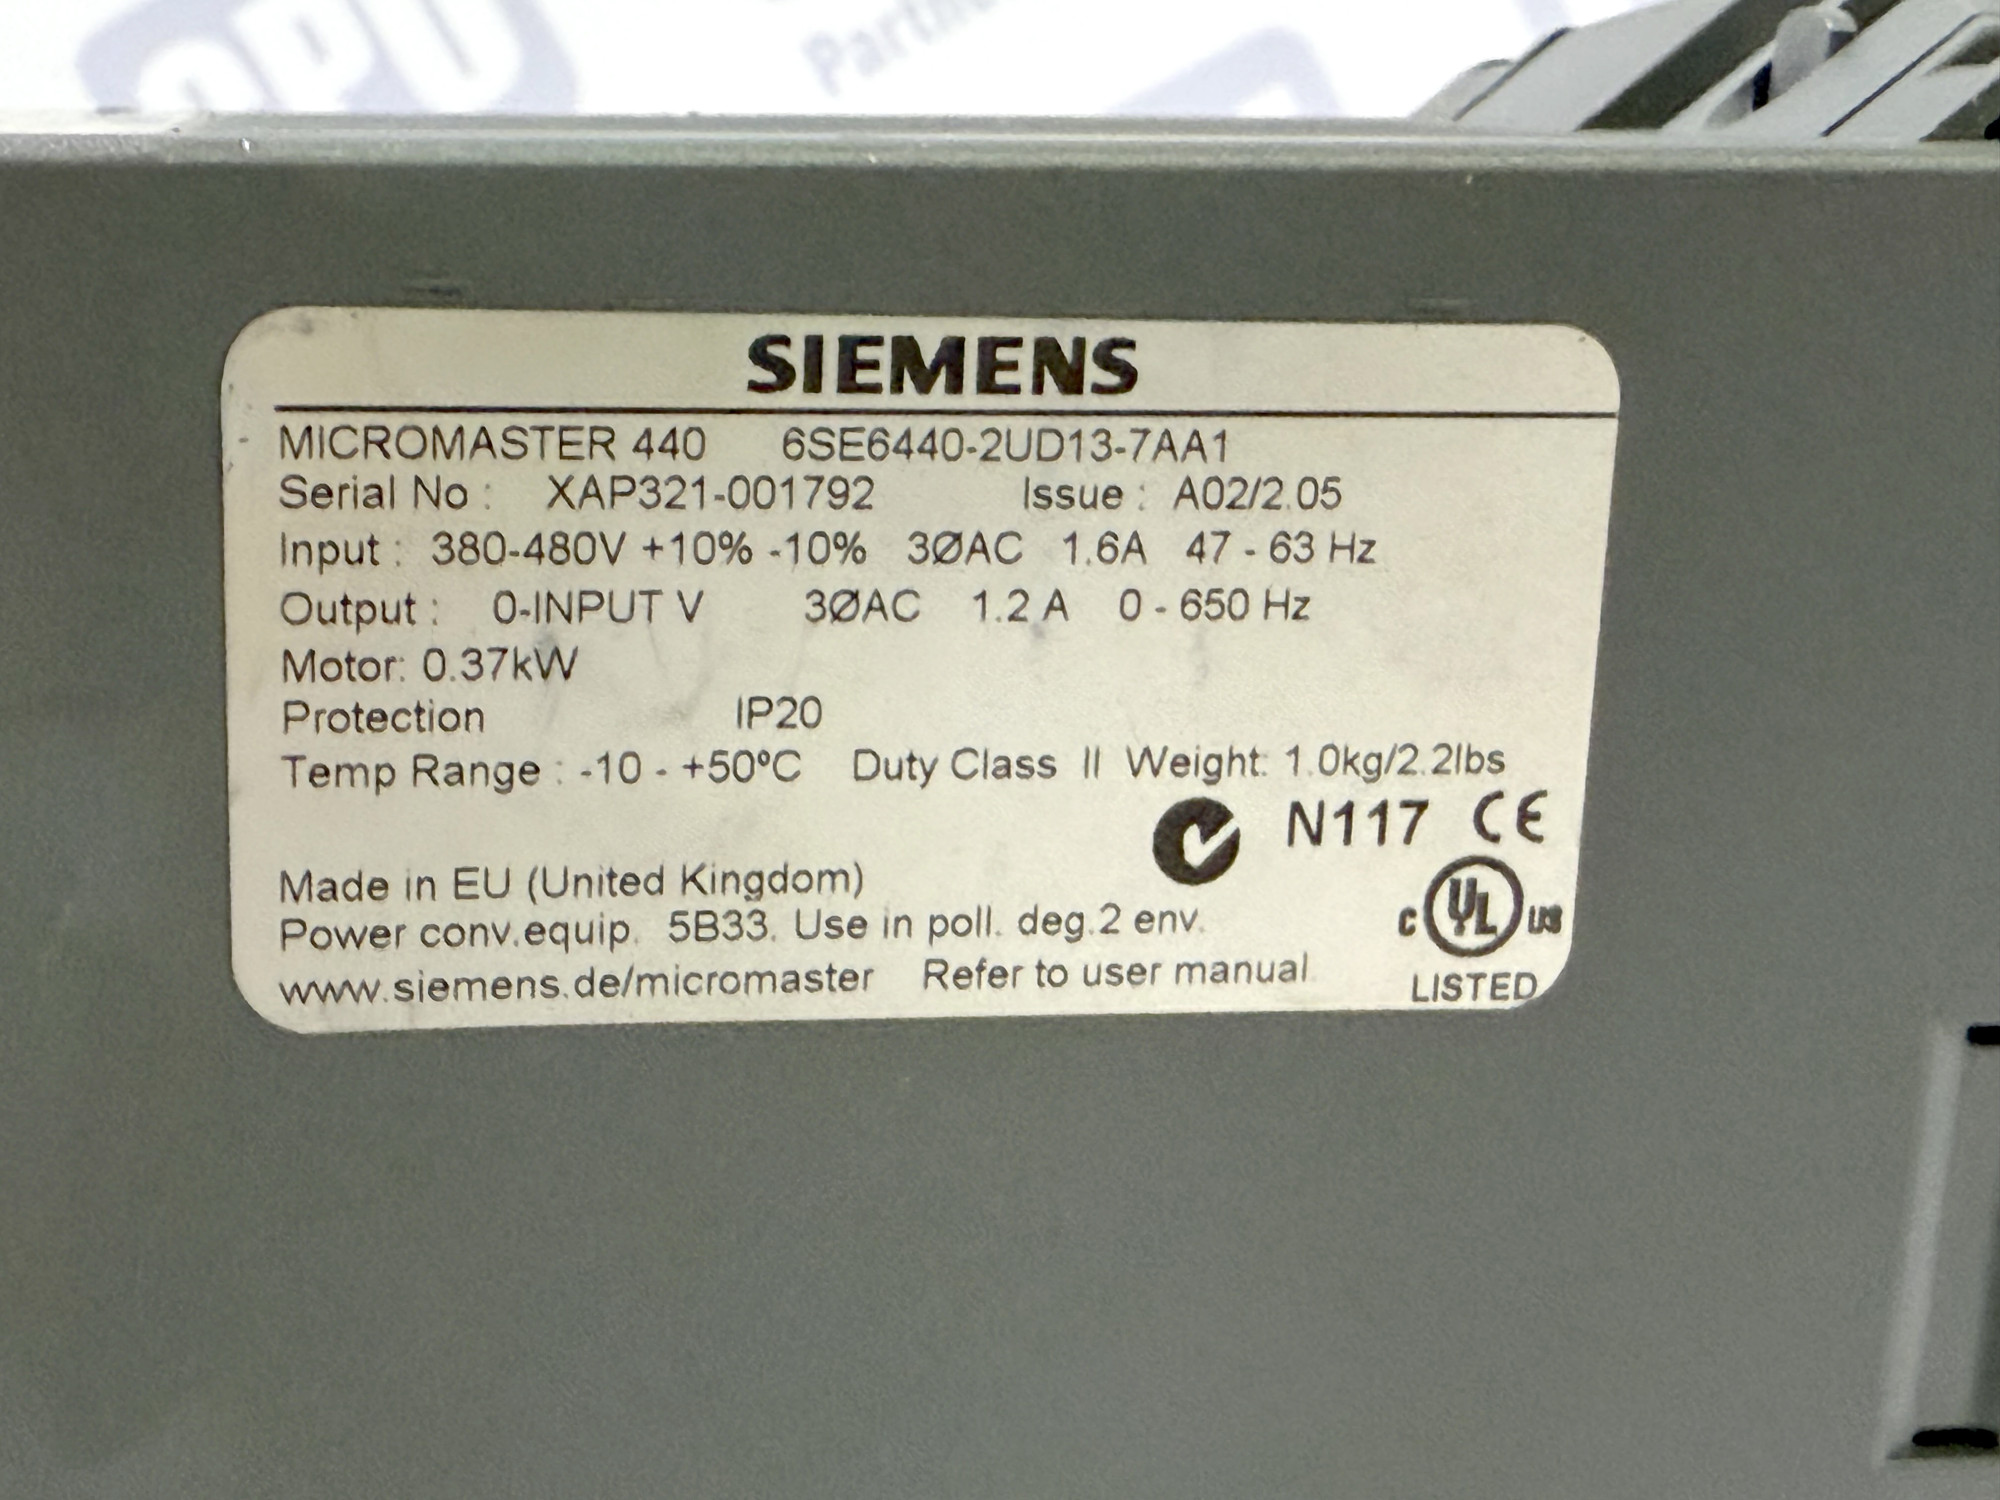 SIEMENS
MICROMASTER 440 6SE6440-2UD13-7AA1
Serial No : XAP321-001792 Issue : A02/2.05
Input : 380-480V +10% -10% 3ØAC 1.6A 47 - 63 Hz
Output : 0-INPUT V 3ØAC 1.2 A 0 - 650 Hz
Motor: 0.37kW
Protection IP20
Temp Range : -10 - +50ºC Duty Class II Weight: 1.0kg/2.2lbs
N117 CE
Made in EU (United Kingdom)
Power conv.equip. 5B33. Use in poll. deg.2 env.
C UL US
www.siemens.de/micromaster Refer to user manual
LISTED